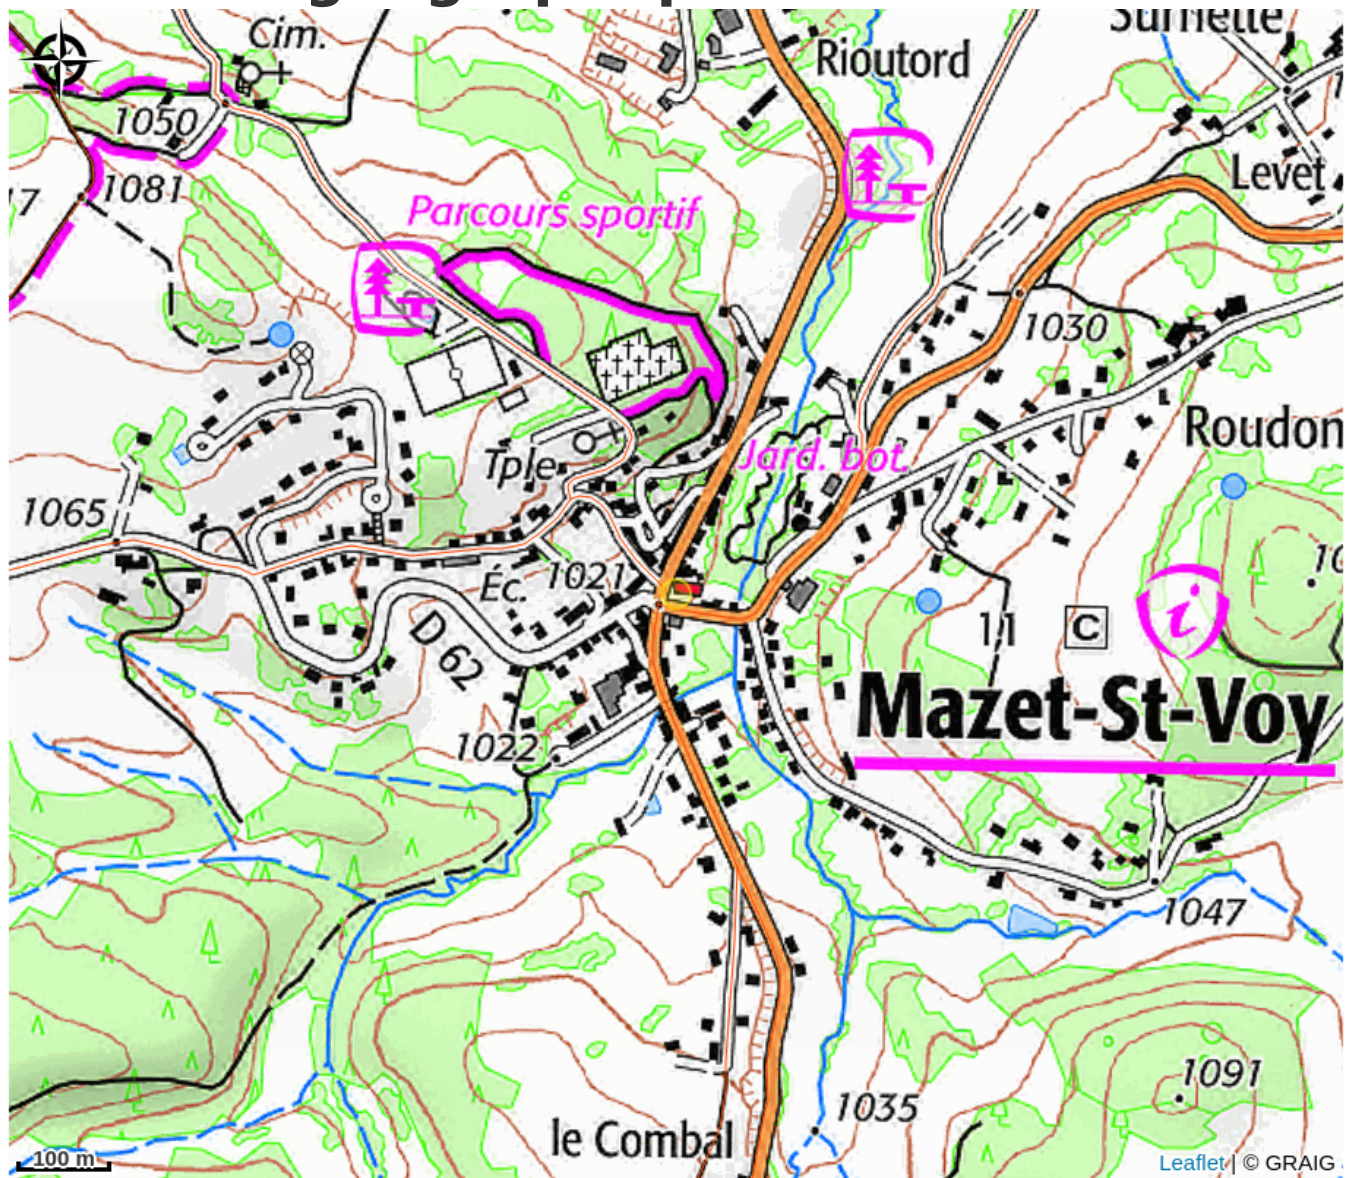 Surnette
Cim.
Rioutord
1050
Levet
1081
17
Parcours sportif
1030
Roudon
Jard. bot.
Tple
1065
Éc.
1021
11
C
i
D 62
Mazet-St-Voy
1022
1047
1091
1035
le Combal
100 m
Leaflet | © GRAIG